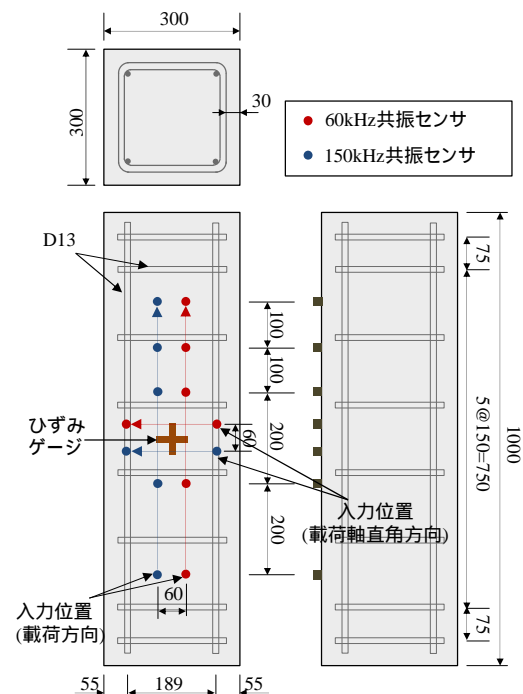 300
300
30
60kHz共振センサ
150kHz共振センサ
D13
75
100
100
ひずみ
ゲージ
60
200
5@150=750
1000
入力位置
(載荷軸直角方向)
200
入力位置
(載荷方向)
60
75
55
189
55